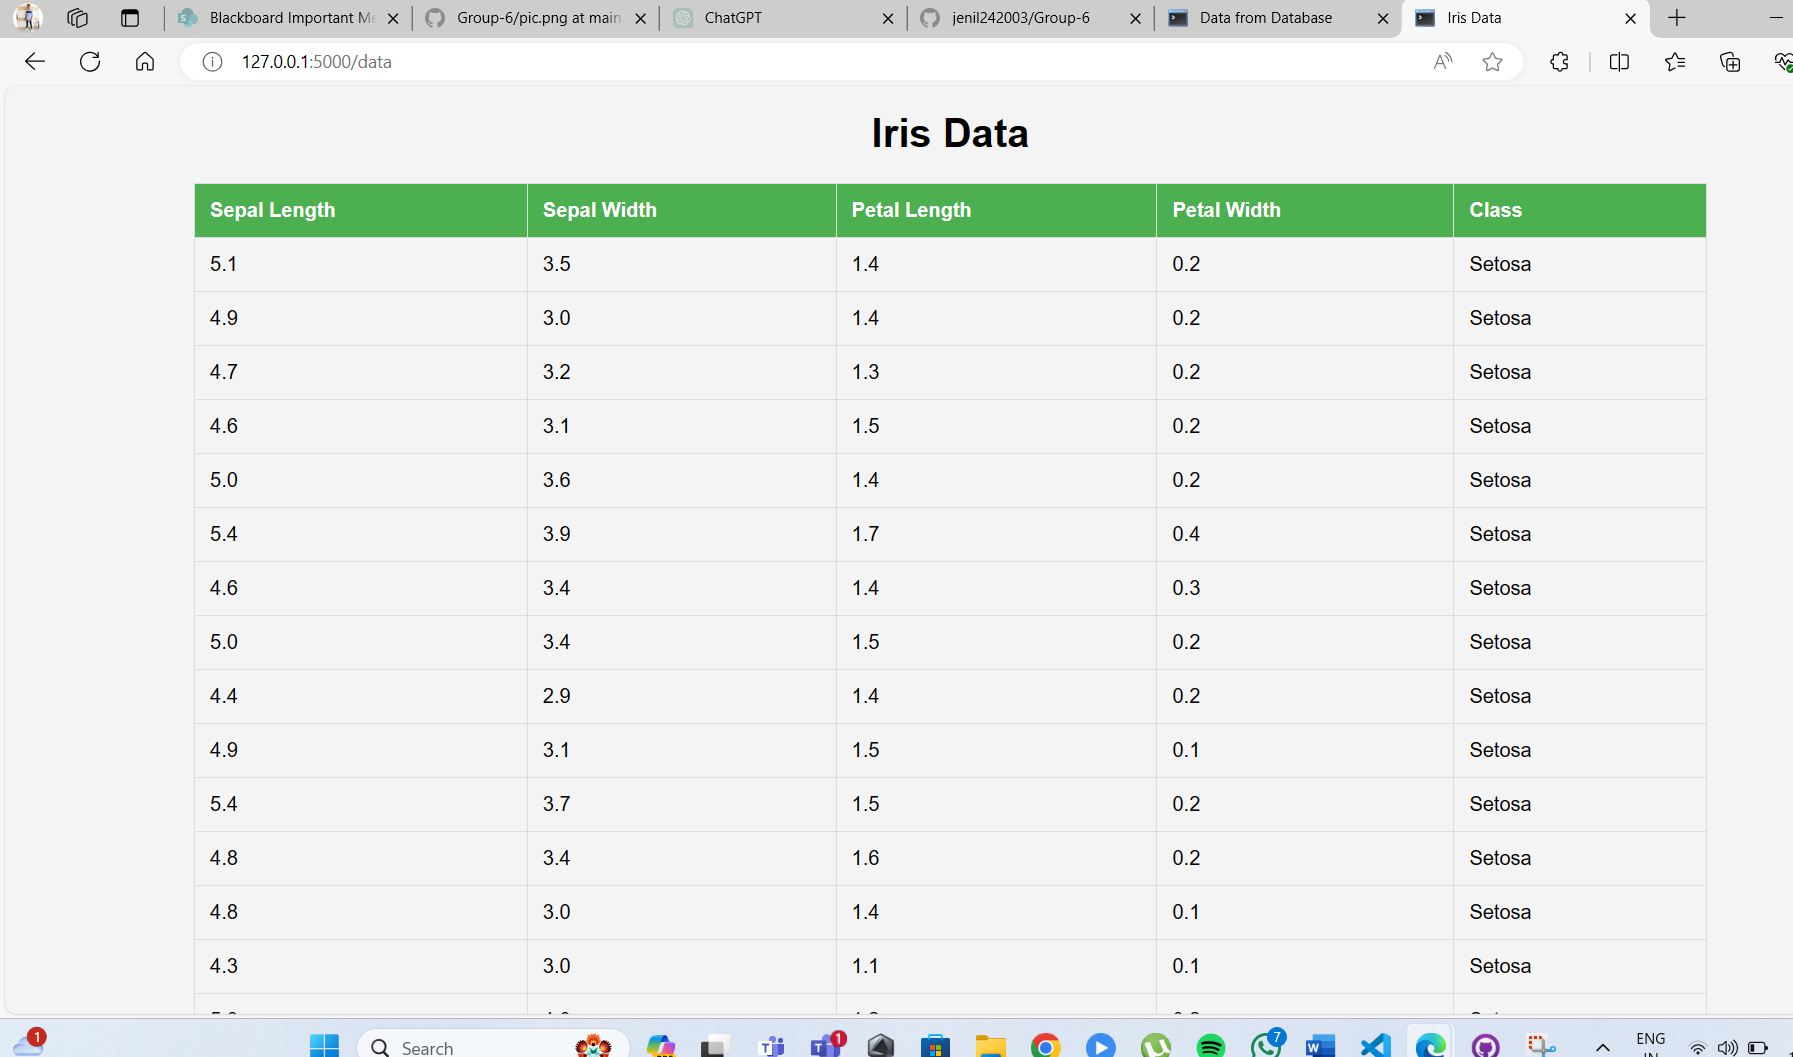 Blackboard Important Me
Group-6/pic.png at main
ChatGPT
jenil242003/Group-6
Data from Database
Iris Data
127.0.0.1:5000/data
Iris Data
Sepal Length Sepal Width Petal Length Petal Width Class
5.1 3.5 1.4 0.2 Setosa
4.9 3.0 1.4 0.2 Setosa
4.7 3.2 1.3 0.2 Setosa
4.6 3.1 1.5 0.2 Setosa
5.0 3.6 1.4 0.2 Setosa
5.4 3.9 1.7 0.4 Setosa
4.6 3.4 1.4 0.3 Setosa
5.0 3.4 1.5 0.2 Setosa
4.4 2.9 1.4 0.2 Setosa
4.9 3.1 1.5 0.1 Setosa
5.4 3.7 1.5 0.2 Setosa
4.8 3.4 1.6 0.2 Setosa
4.8 3.0 1.4 0.1 Setosa
4.3 3.0 1.1 0.1 Setosa
1
Search
1
7
ENG